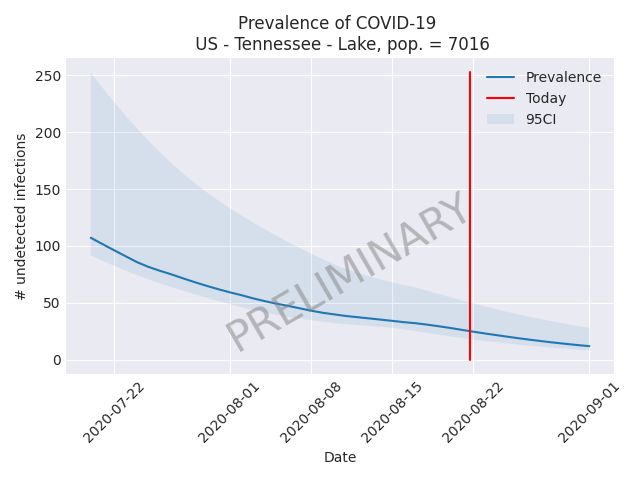 Prevalence of COVID-19
US - Tennessee - Lake, pop. = 7016
250
200
150
100
50
0
# undetected infections
Prevalence
Today
95CI
PRELIMINARY
2020-07-22
2020-08-01
2020-08-08
2020-08-15
2020-08-22
2020-09-01
Date